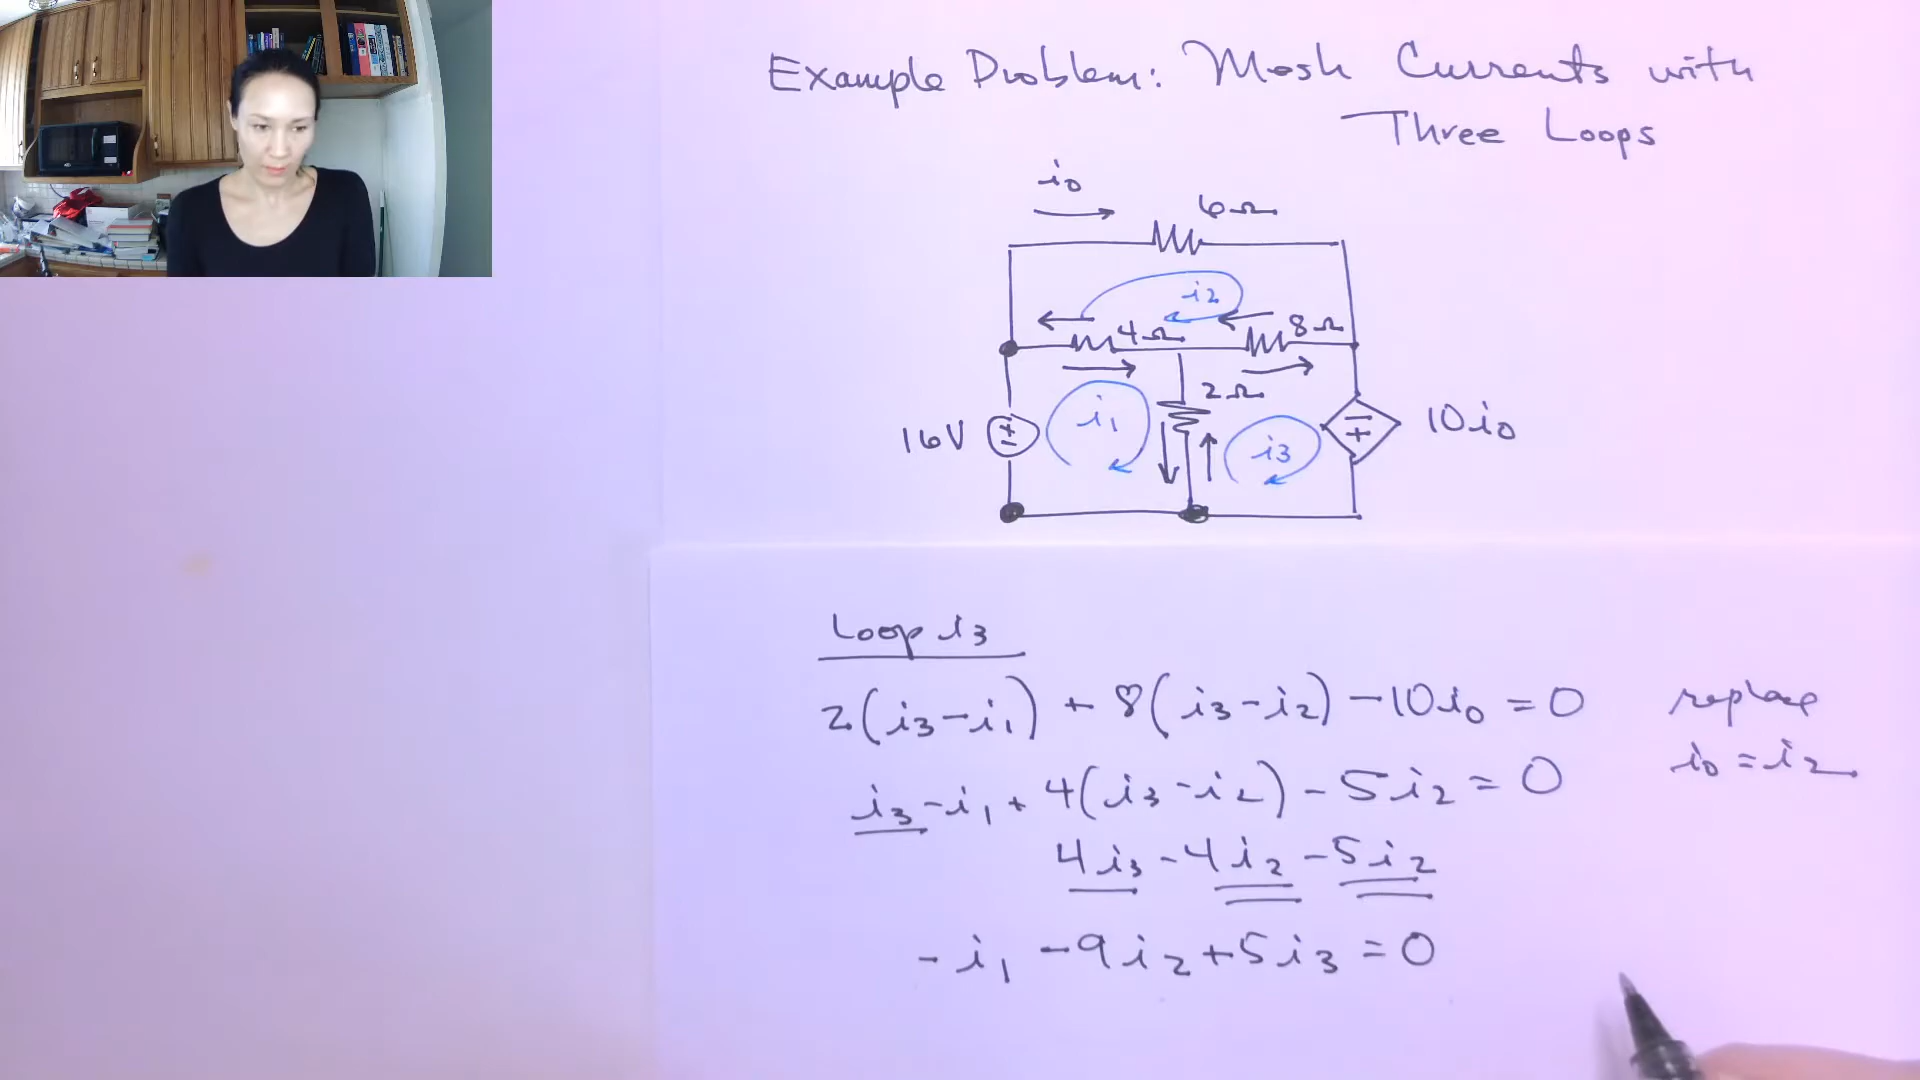 Example Problem: Mesh Currents with
Three Loops
i0
6Ω
i2
4Ω
8Ω
2Ω
16V
+
-
i1
i3
-
+
10i0
Loop i3
2(i3-i1) + 8(i3-i2) -10i0 = 0
replace
i0 = i2
i3 - i1 + 4(i3 - i2) - 5i2 = 0
4i3 - 4i2 - 5i2
- i1 - 9i2 + 5i3 = 0